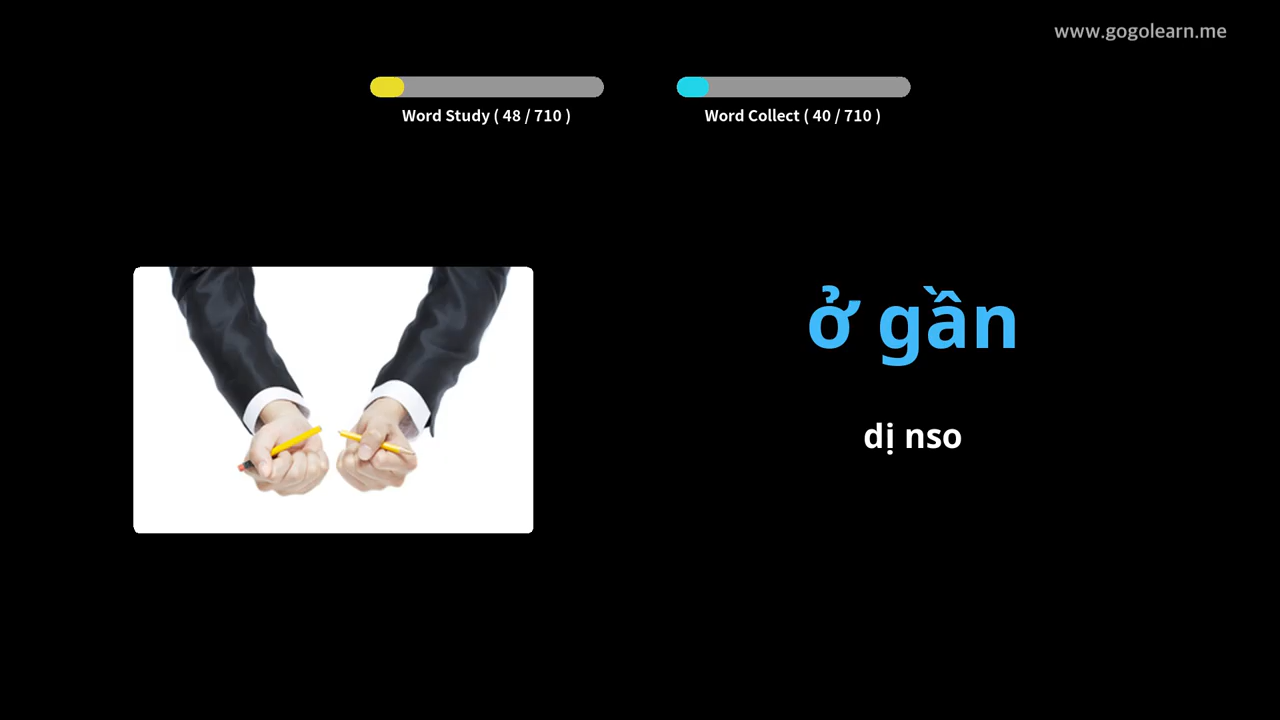 www.gogolearn.me
Word Study ( 48 / 710 )
Word Collect ( 40 / 710 )
ở gần
dị nso